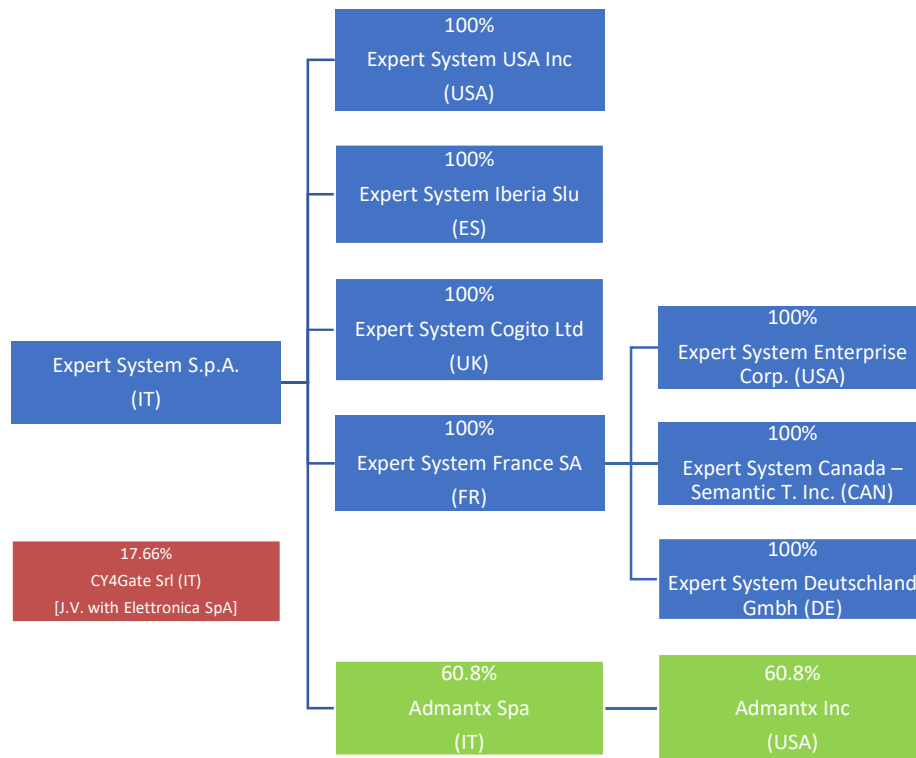 100%
Expert System USA Inc
(USA)
100%
Expert System Iberia Slu
(ES)
100%
Expert System Cogito Ltd
(UK)
Expert System S.p.A.
(IT)
100%
Expert System France SA
(FR)
100%
Expert System Enterprise
Corp. (USA)
100%
Expert System Canada –
Semantic T. Inc. (CAN)
100%
Expert System Deutschland
Gmbh (DE)
17.66%
CY4Gate Srl (IT)
[J.V. with Elettronica SpA]
60.8%
Admantx Spa
(IT)
60.8%
Admantx Inc
(USA)